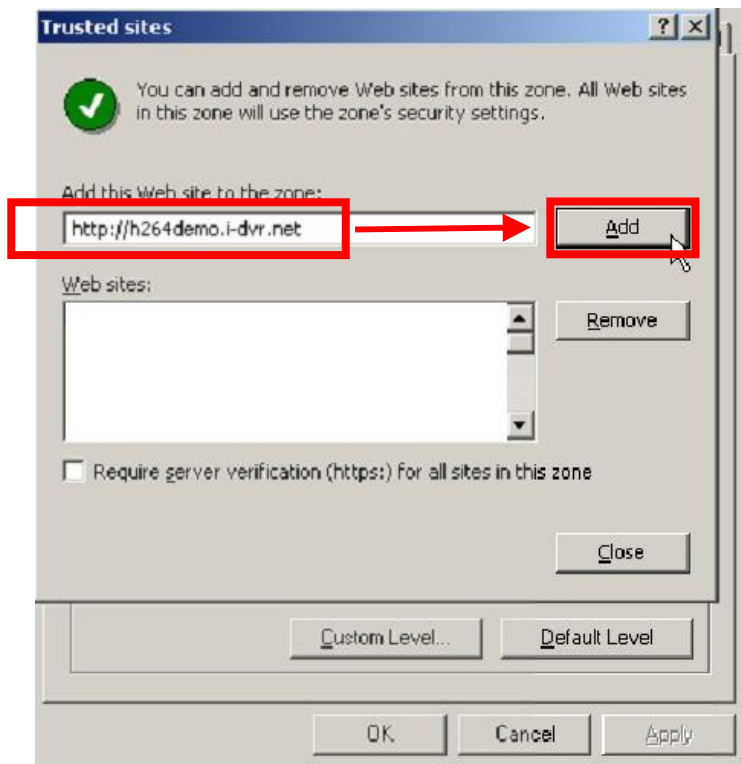 Trusted sites
You can add and remove Web sites from this zone. All Web sites
in this zone will use the zone's security settings.
Add this Web site to the zone:
http://h264demo.i-dvr.net
Add
Web sites:
Remove
Require server verification (https:) for all sites in this zone
Close
Custom Level...
Default Level
OK
Cancel
Apply